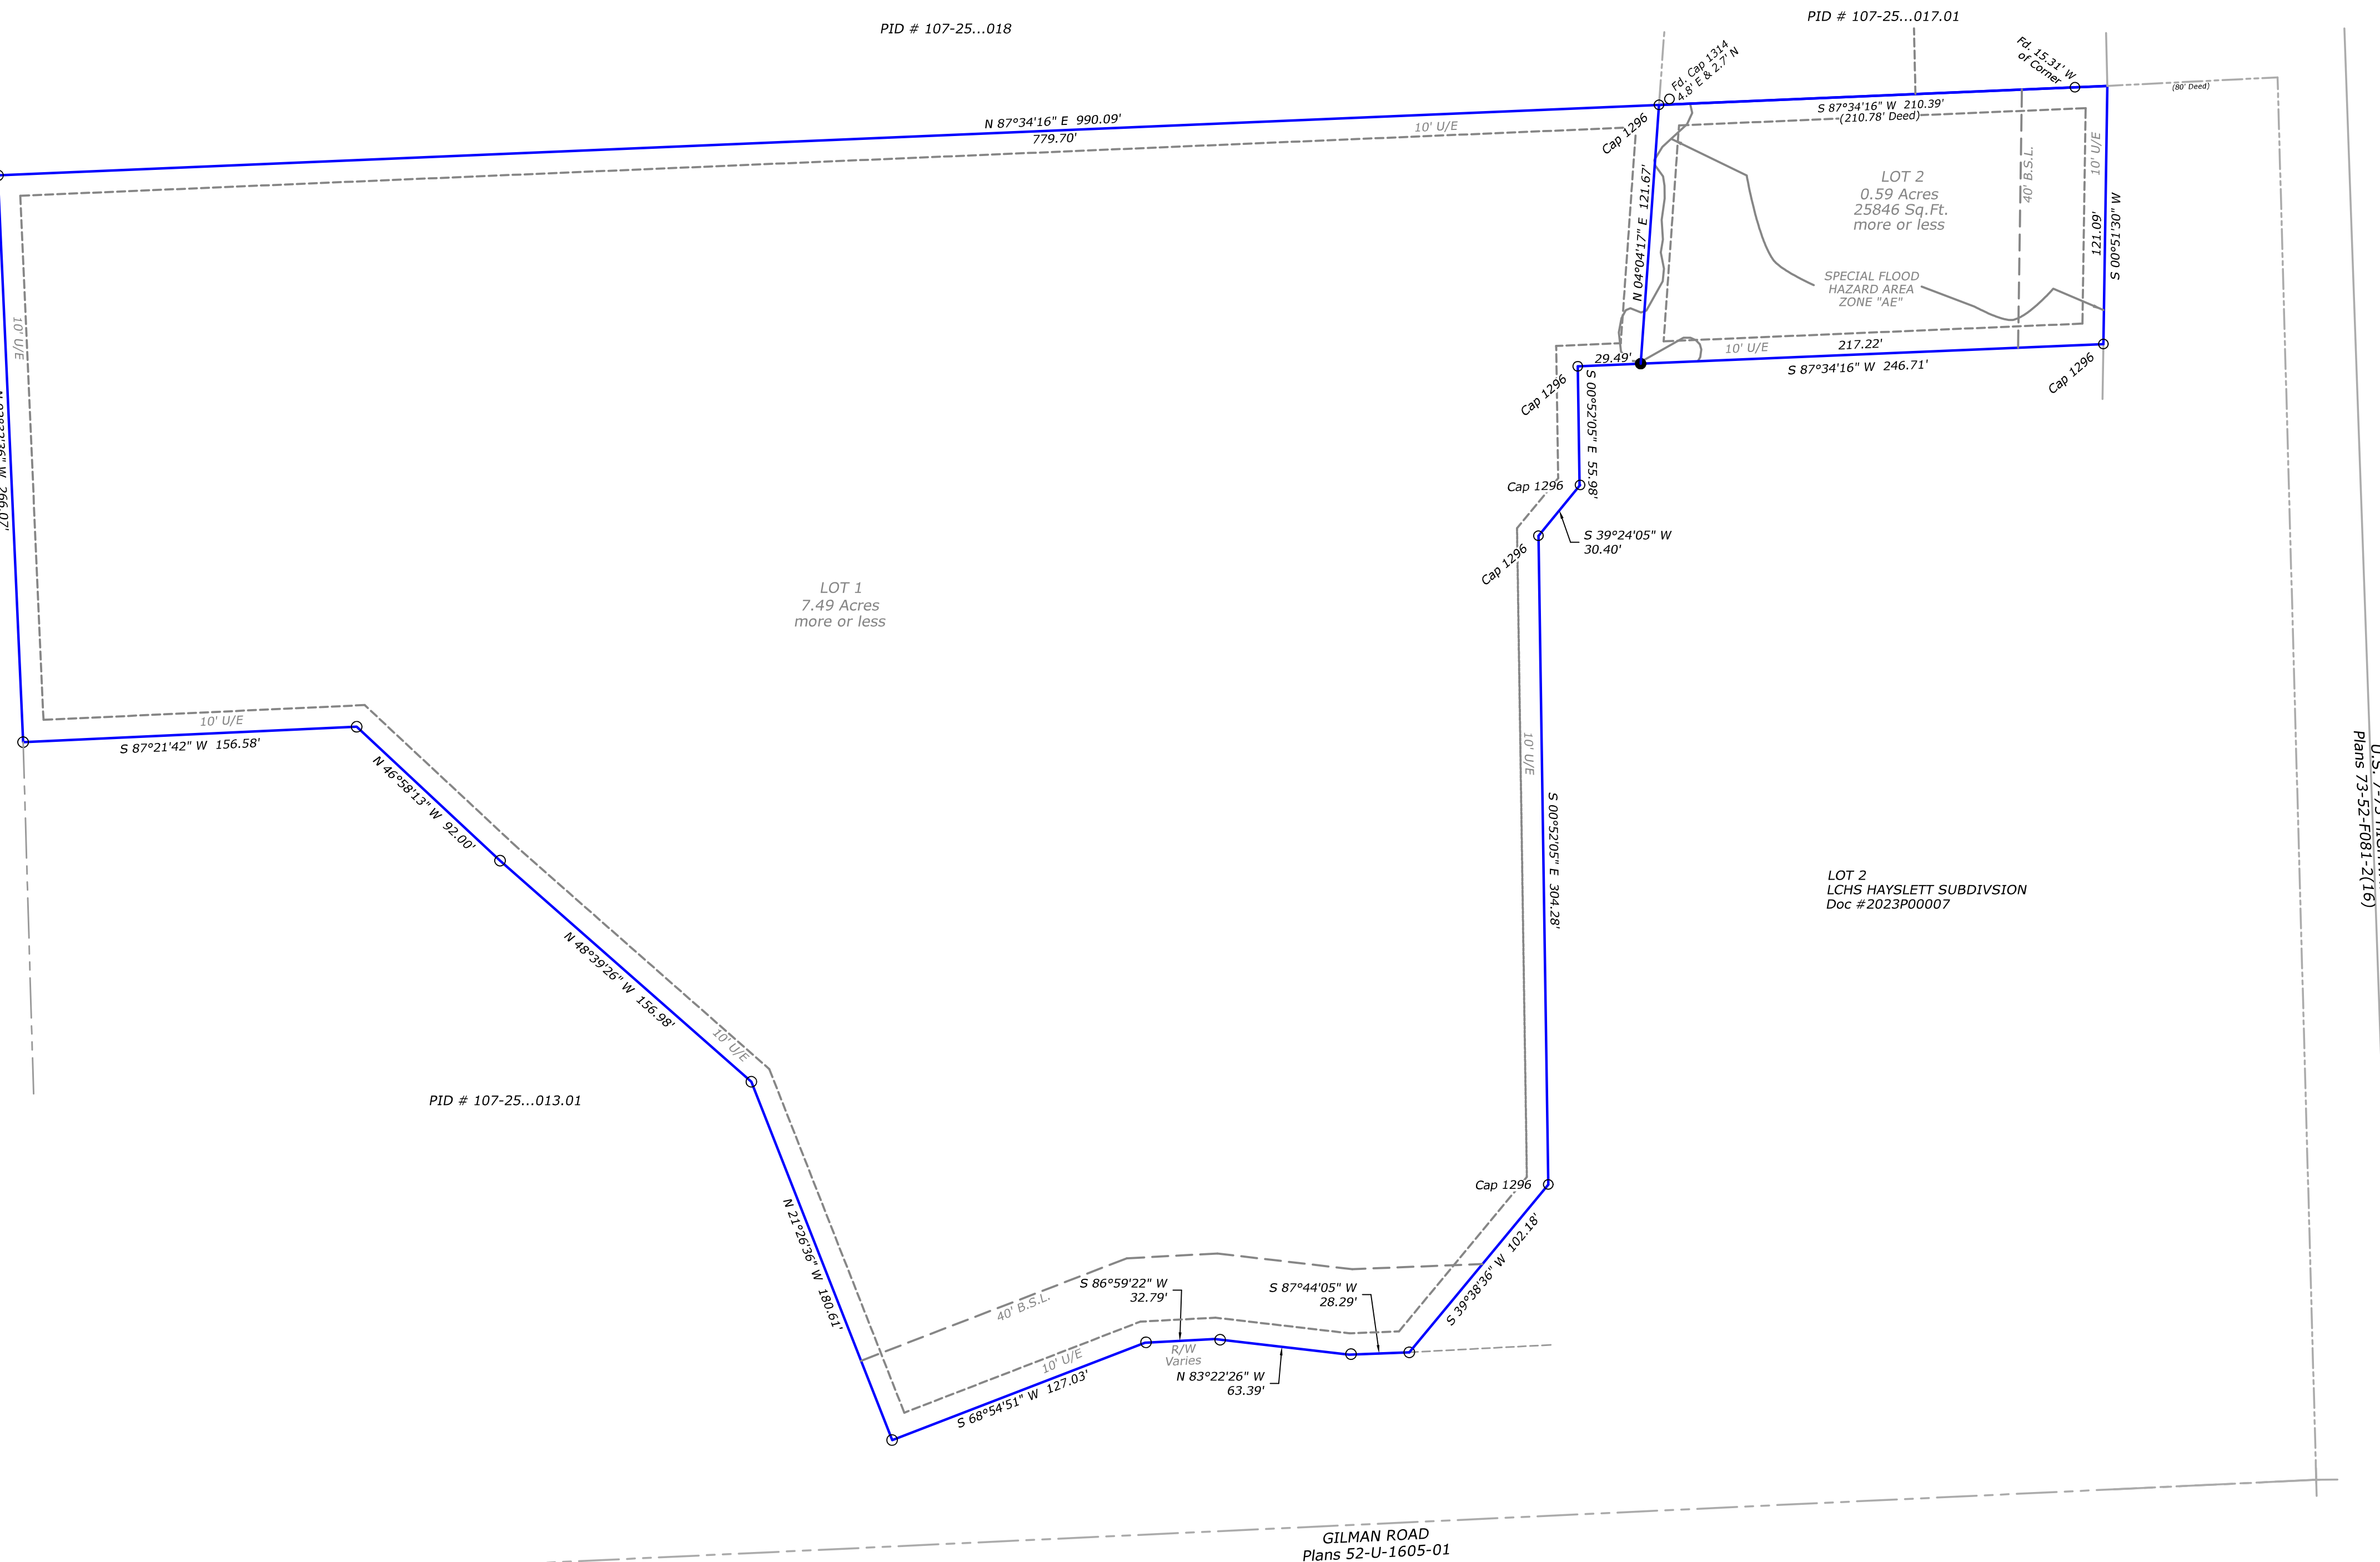 PID # 107-25...018
PID # 107-25...017.01
Fd. Cap 1314
4.8' E & 2.7' N
Fd. 15.31' W
of Corner
(80' Deed)
N 87°34'16" E 990.09'
779.70'
10' U/E
Cap 1296
S 87°34'16" W 210.39'
(210.78' Deed)
LOT 2
0.59 Acres
25846 Sq.Ft.
more or less
40' B.S.L.
10' U/E
121.09'
S 00°51'30" W
N 04°04'17" E 121.67'
SPECIAL FLOOD
HAZARD AREA
ZONE "AE"
10' U/E
217.22'
S 87°34'16" W 246.71'
Cap 1296
29.49'
Cap 1296
S 00°52'05" E 55.98'
Cap 1296
S 39°24'05" W
30.40'
Cap 1296
10' U/E
W 266.07'
LOT 1
7.49 Acres
more or less
10' U/E
S 87°21'42" W 156.58'
N 46°58'13" W 92.00'
N 48°39'26" W 156.98'
10' U/E
10' U/E
S 00°52'05" E 304.28'
LOT 2
LCHS HAYSLETT SUBDIVSION
Doc #2023P00007
Plans 73-52-F081-2(16)
PID # 107-25...013.01
N 21°26'36" W 180.61'
Cap 1296
S 39°38'36" W 102.18'
40' B.S.L.
S 86°59'22" W
32.79'
S 87°44'05" W
28.29'
10' U/E
R/W
Varies
N 83°22'26" W
63.39'
S 68°54'51" W 127.03'
GILMAN ROAD
Plans 52-U-1605-01